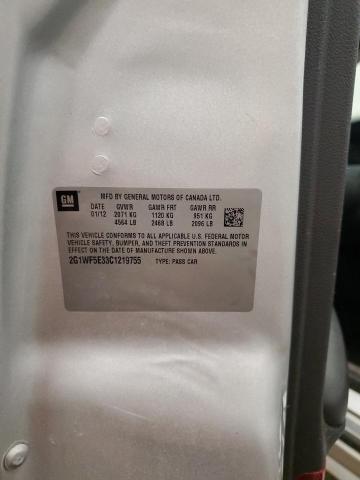 GM
MFD BY GENERAL MOTORS OF CANADA LTD.
DATE GVWR GAWR FRT GAWR RR
01/12 2071 KG 1120 KG 951 KG
4564 LB 2468 LB 2096 LB
THIS VEHICLE CONFORMS TO ALL APPLICABLE U.S. FEDERAL MOTOR
VEHICLE SAFETY, BUMPER, AND THEFT PREVENTION STANDARDS IN
EFFECT ON THE DATE OF MANUFACTURE SHOWN ABOVE.
2G1WF5E33C1219755 TYPE: PASS CAR